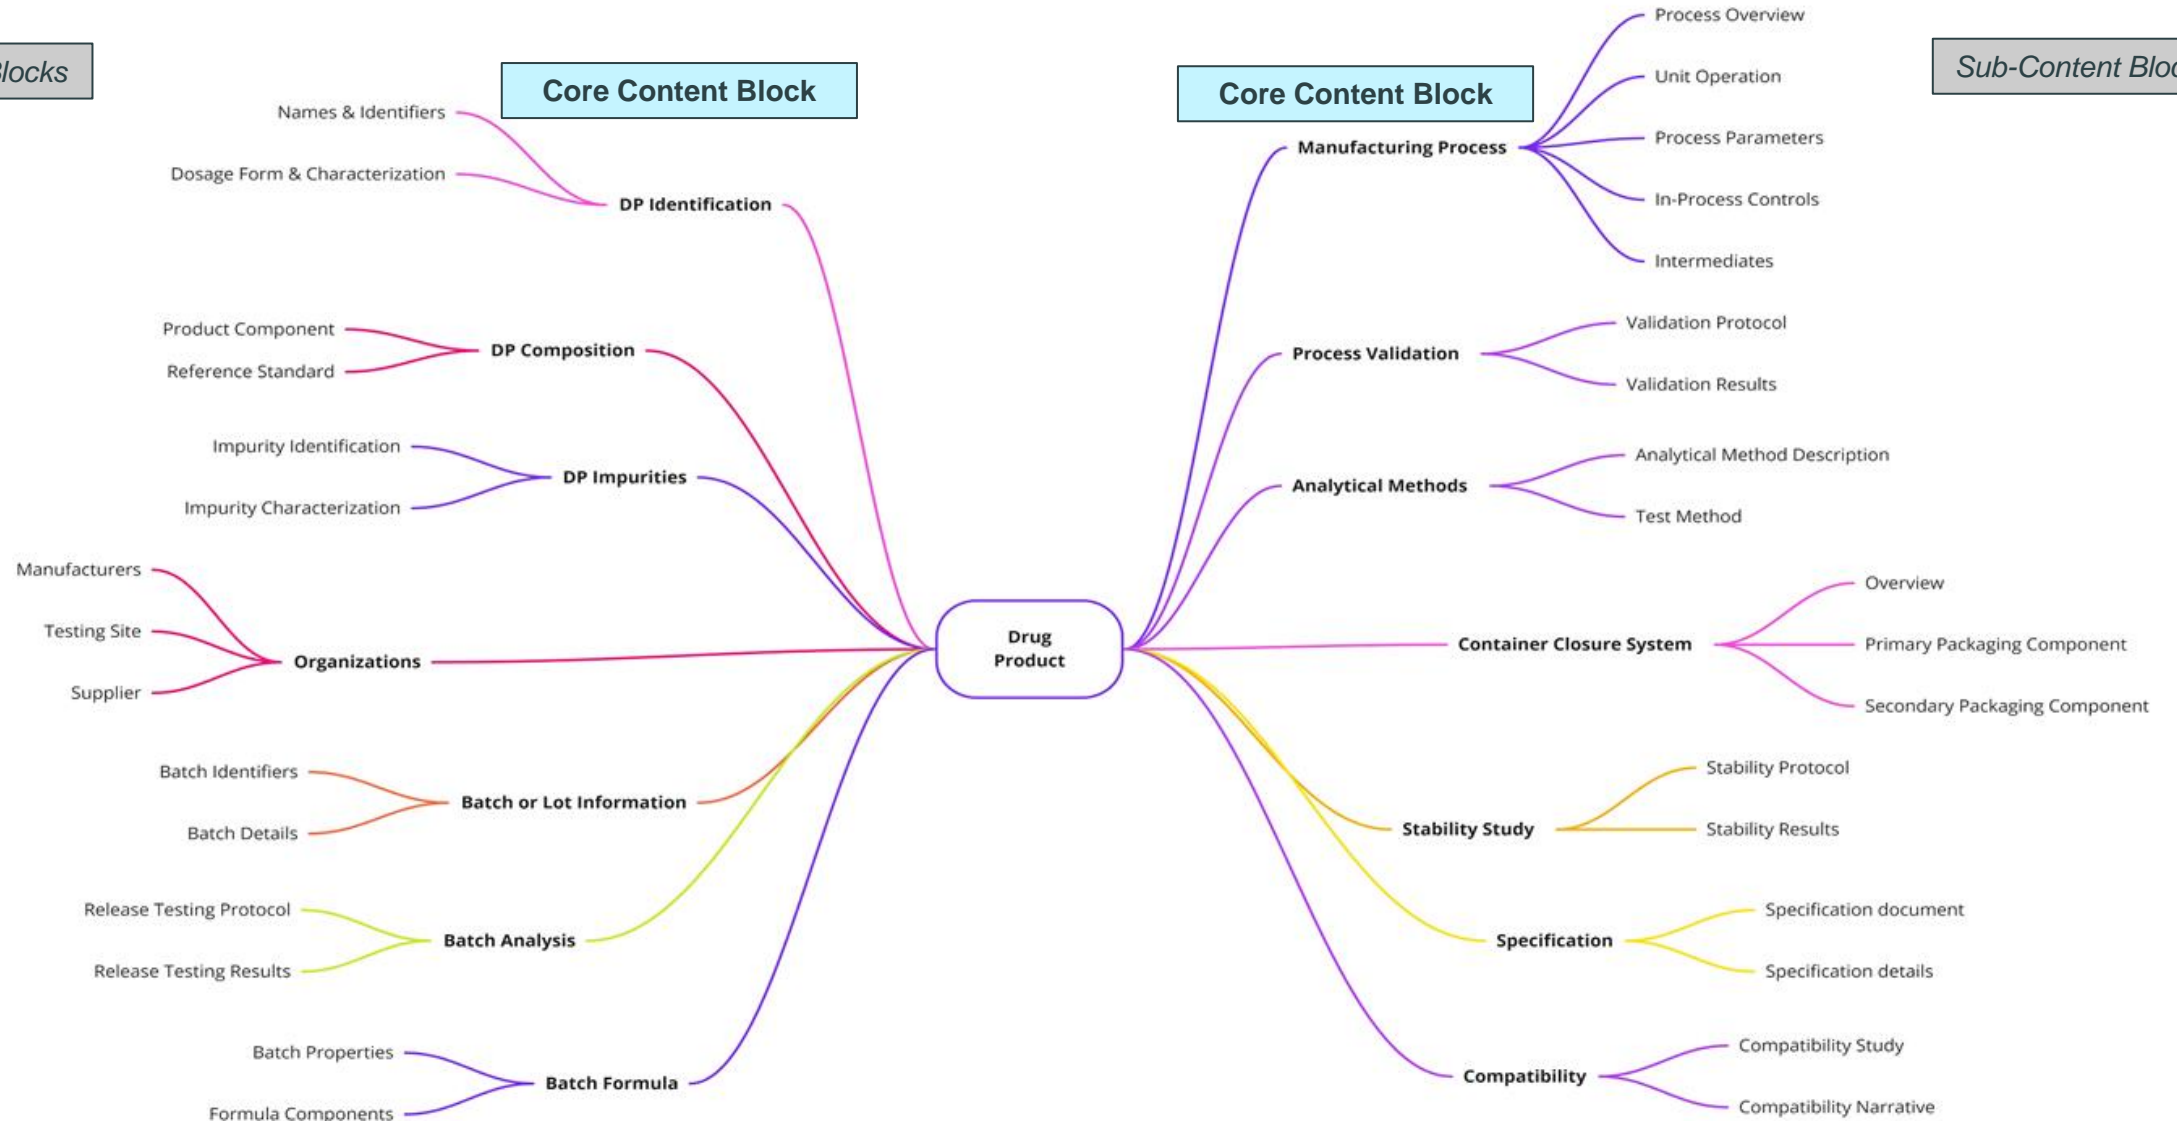 Blocks
Core Content Block
Names & Identifiers
Dosage Form & Characterization
DP Identification
Product Component
Reference Standard
DP Composition
Impurity Identification
Impurity Characterization
DP Impurities
Manufacturers
Testing Site
Supplier
Organizations
Batch Identifiers
Batch Details
Batch or Lot Information
Release Testing Protocol
Release Testing Results
Batch Analysis
Batch Properties
Formula Components
Batch Formula
Drug
Product
Core Content Block
Sub-Content Bloc
Manufacturing Process
Process Overview
Unit Operation
Process Parameters
In-Process Controls
Intermediates
Process Validation
Validation Protocol
Validation Results
Analytical Methods
Analytical Method Description
Test Method
Container Closure System
Overview
Primary Packaging Component
Secondary Packaging Component
Stability Study
Stability Protocol
Stability Results
Specification
Specification document
Specification details
Compatibility
Compatibility Study
Compatibility Narrative